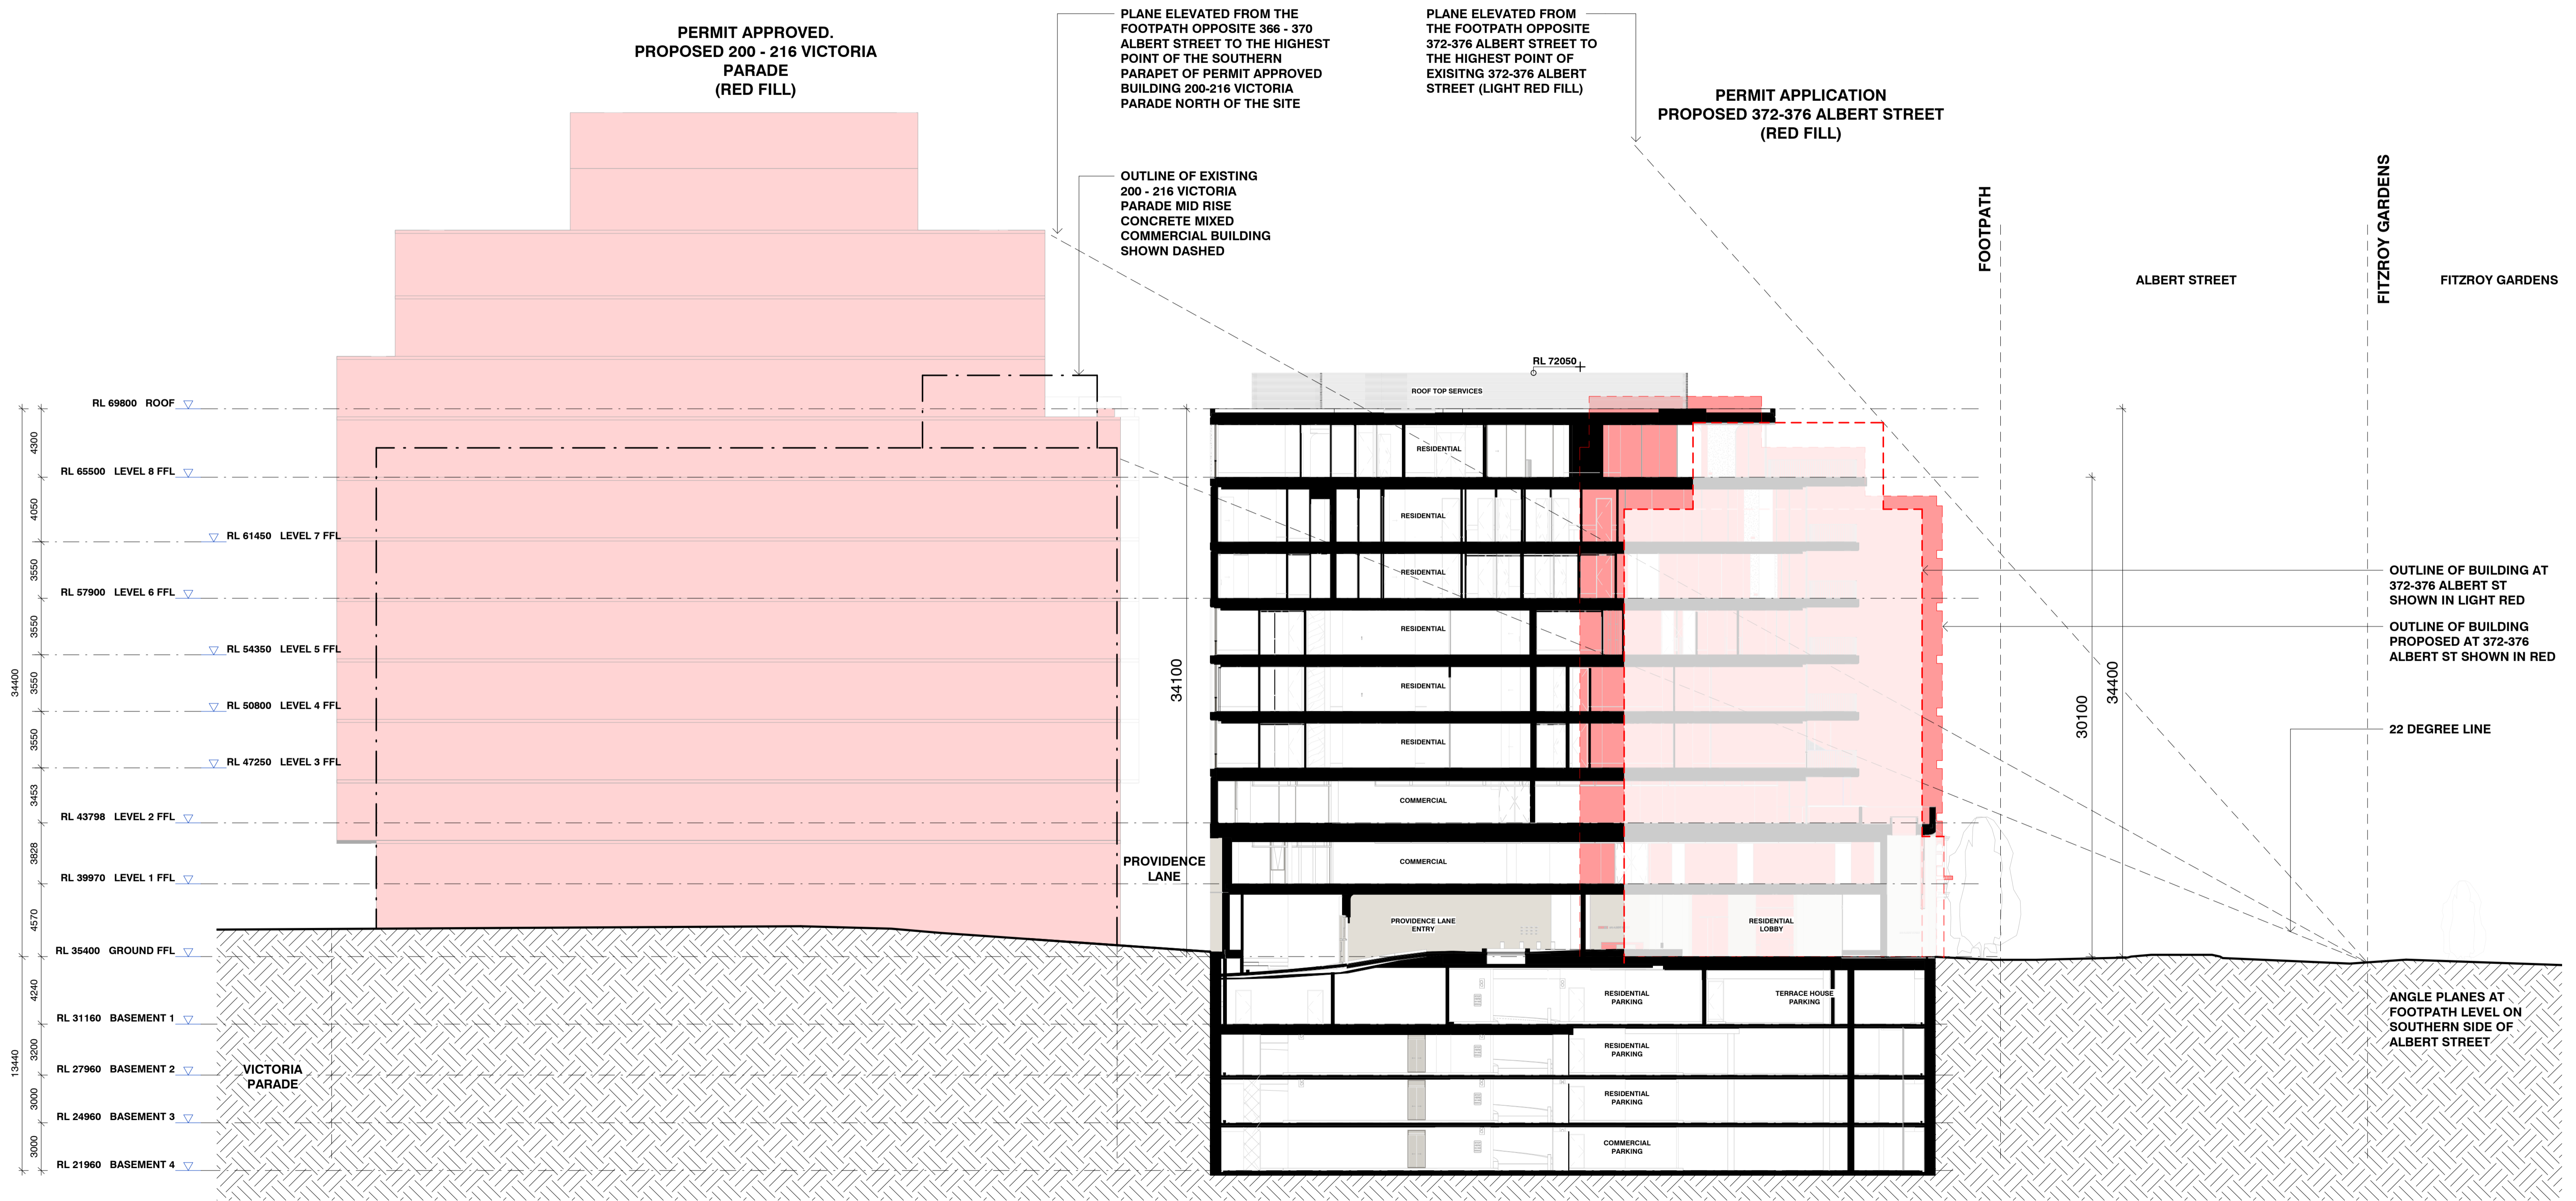 PERMIT APPROVED.
PROPOSED 200 - 216 VICTORIA
PARADE
(RED FILL)
PLANE ELEVATED FROM THE
FOOTPATH OPPOSITE 366 - 370
ALBERT STREET TO THE HIGHEST
POINT OF THE SOUTHERN
PARAPET OF PERMIT APPROVED
BUILDING 200-216 VICTORIA
PARADE NORTH OF THE SITE
PLANE ELEVATED FROM
THE FOOTPATH OPPOSITE
372-376 ALBERT STREET TO
THE HIGHEST POINT OF
EXISITNG 372-376 ALBERT
STREET (LIGHT RED FILL)
PERMIT APPLICATION
PROPOSED 372-376 ALBERT STREET
(RED FILL)
OUTLINE OF EXISTING
200 - 216 VICTORIA
PARADE MID RISE
CONCRETE MIXED
COMMERCIAL BUILDING
SHOWN DASHED
FOOTPATH
ALBERT STREET
FITZROY GARDENS
FITZROY GARDENS
RL 72050
ROOF TOP SERVICES
RL 69800 ROOF
4300
RL 65500 LEVEL 8 FFL
4050
RL 61450 LEVEL 7 FFL
3550
RL 57900 LEVEL 6 FFL
3550
RL 54350 LEVEL 5 FFL
3550
RL 50800 LEVEL 4 FFL
3550
RL 47250 LEVEL 3 FFL
3453
RL 43798 LEVEL 2 FFL
3828
RL 39970 LEVEL 1 FFL
4570
RL 35400 GROUND FFL
4240
RL 31160 BASEMENT 1
3200
RL 27960 BASEMENT 2
3000
RL 24960 BASEMENT 3
3000
RL 21960 BASEMENT 4
34400
13440
VICTORIA
PARADE
PROVIDENCE
LANE
34100
RESIDENTIAL
RESIDENTIAL
RESIDENTIAL
RESIDENTIAL
RESIDENTIAL
RESIDENTIAL
COMMERCIAL
COMMERCIAL
PROVIDENCE LANE
ENTRY
RESIDENTIAL
LOBBY
RESIDENTIAL
PARKING
TERRACE HOUSE
PARKING
RESIDENTIAL
PARKING
RESIDENTIAL
PARKING
COMMERCIAL
PARKING
30100
34400
OUTLINE OF BUILDING AT
372-376 ALBERT ST
SHOWN IN LIGHT RED
OUTLINE OF BUILDING
PROPOSED AT 372-376
ALBERT ST SHOWN IN RED
22 DEGREE LINE
ANGLE PLANES AT
FOOTPATH LEVEL ON
SOUTHERN SIDE OF
ALBERT STREET